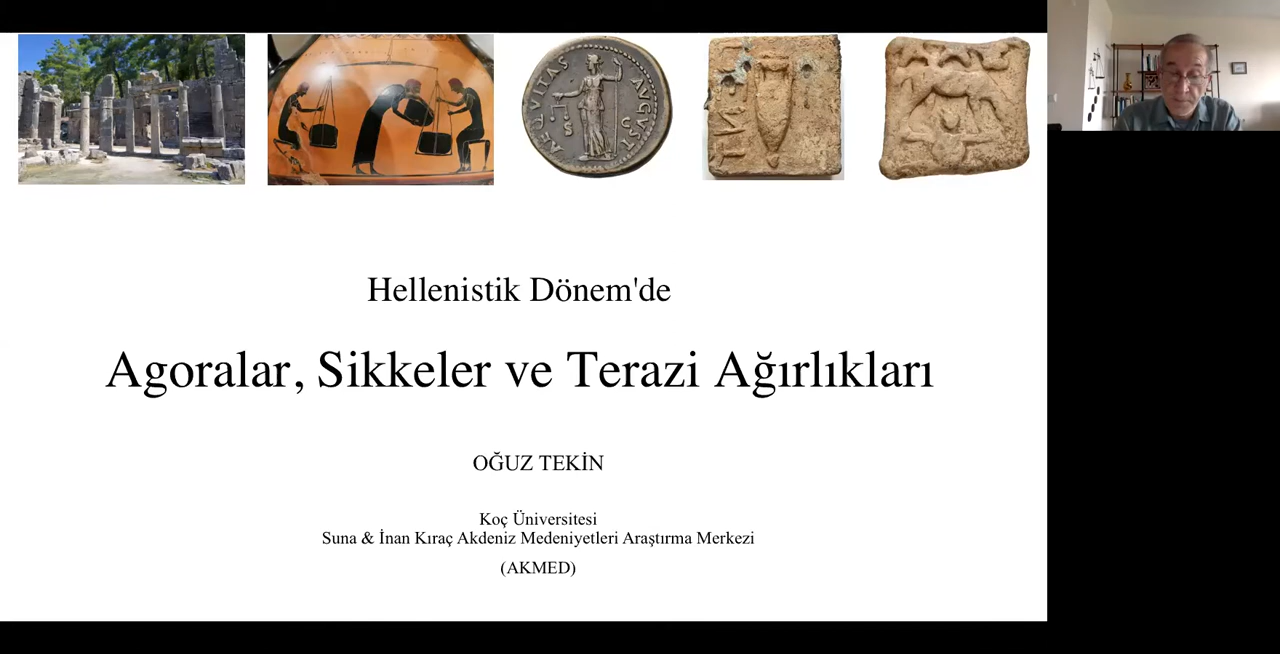 AEQVITAS AVGVST
S C
Hellenistik Dönem'de
Agoralar, Sikkeler ve Terazi Ağırlıkları
OĞUZ TEKİN
Koç Üniversitesi
Suna & İnan Kıraç Akdeniz Medeniyetleri Araştırma Merkezi
(AKMED)